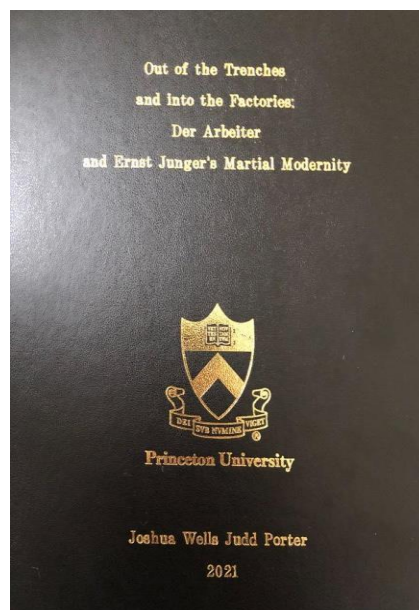 Out of the Trenches
and into the Factories:
Der Arbeiter
and Ernst Junger's Martial Modernity
DEI SVB NVMINE VIGET
®
Princeton University
Joshua Wells Judd Porter
2021